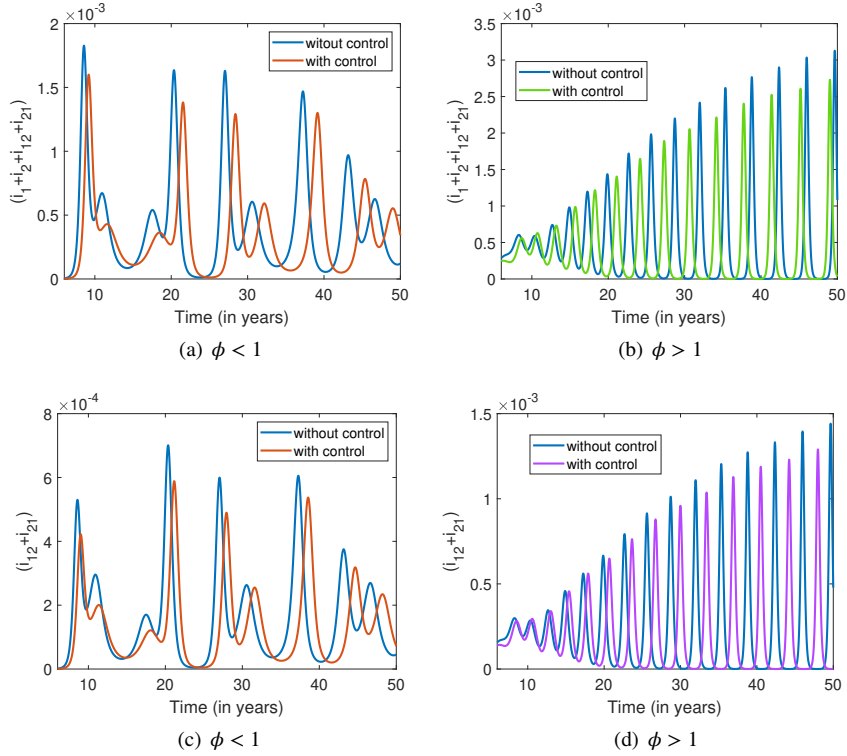 ×10⁻³
2
1.5
1
0.5
0
(i₁+i₂+i₁₂+i₂₁)
witout control
with control
10 20 30 40 50
Time (in years)
(a) ϕ < 1
×10⁻³
3.5
3
2.5
2
1.5
1
0.5
0
(i₁+i₂+i₁₂+i₂₁)
without control
with control
10 20 30 40 50
Time (in years)
(b) ϕ > 1
×10⁻⁴
8
6
4
2
0
(i₁₂+i₂₁)
without control
with control
10 20 30 40 50
Time (in years)
(c) ϕ < 1
×10⁻³
1.5
1
0.5
0
(i₁₂+i₂₁)
without control
with control
10 20 30 40 50
Time (in years)
(d) ϕ > 1